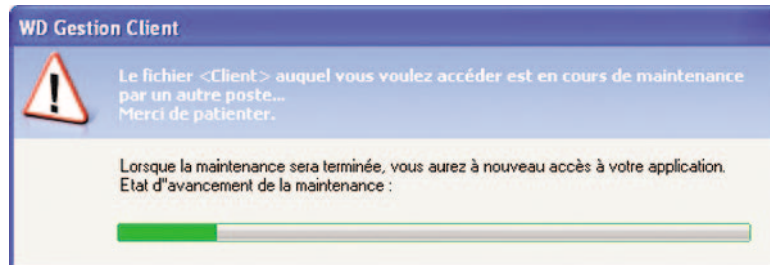 WD Gestion Client
Le fichier <Client> auquel vous voulez accéder est en cours de maintenance
par un autre poste...
Merci de patienter.
Lorsque la maintenance sera terminée, vous aurez à nouveau accès à votre application.
Etat d"avancement de la maintenance :